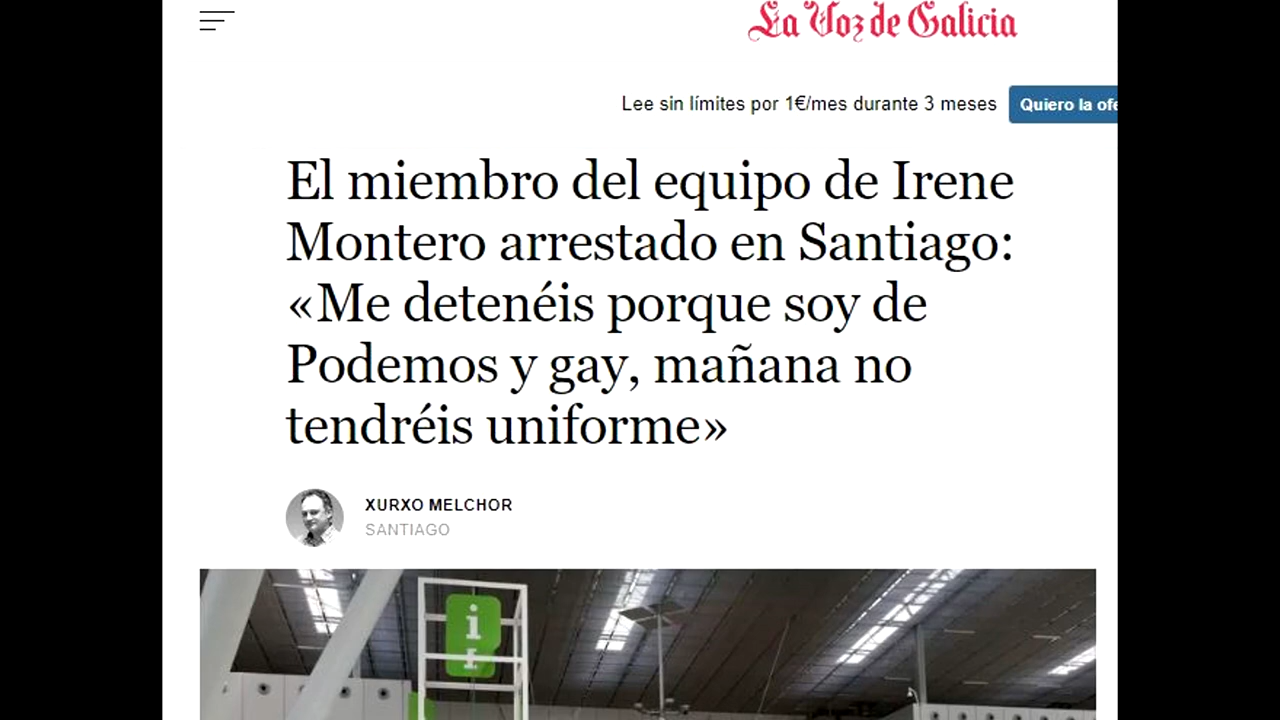 La Voz de Galicia
Lee sin límites por 1€/mes durante 3 meses Quiero la ofe
El miembro del equipo de Irene
Montero arrestado en Santiago:
«Me detenéis porque soy de
Podemos y gay, mañana no
tendréis uniforme»
XURXO MELCHOR
SANTIAGO
i